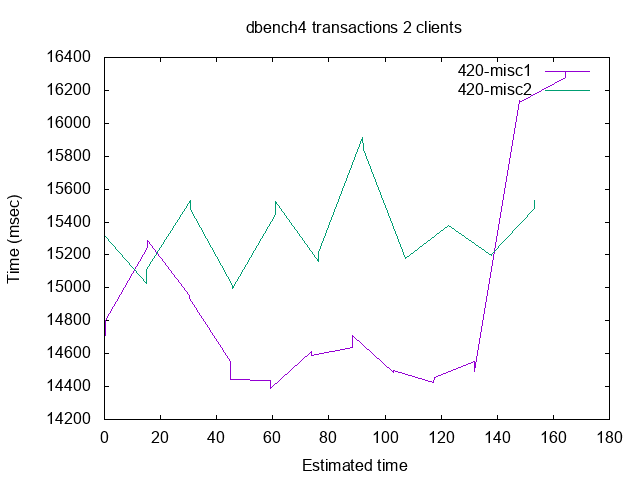 dbench4 transactions 2 clients
16400
16200
16000
15800
15600
15400
15200
15000
14800
14600
14400
14200
Time (msec)
420-misc1
420-misc2
0 20 40 60 80 100 120 140 160 180
Estimated time